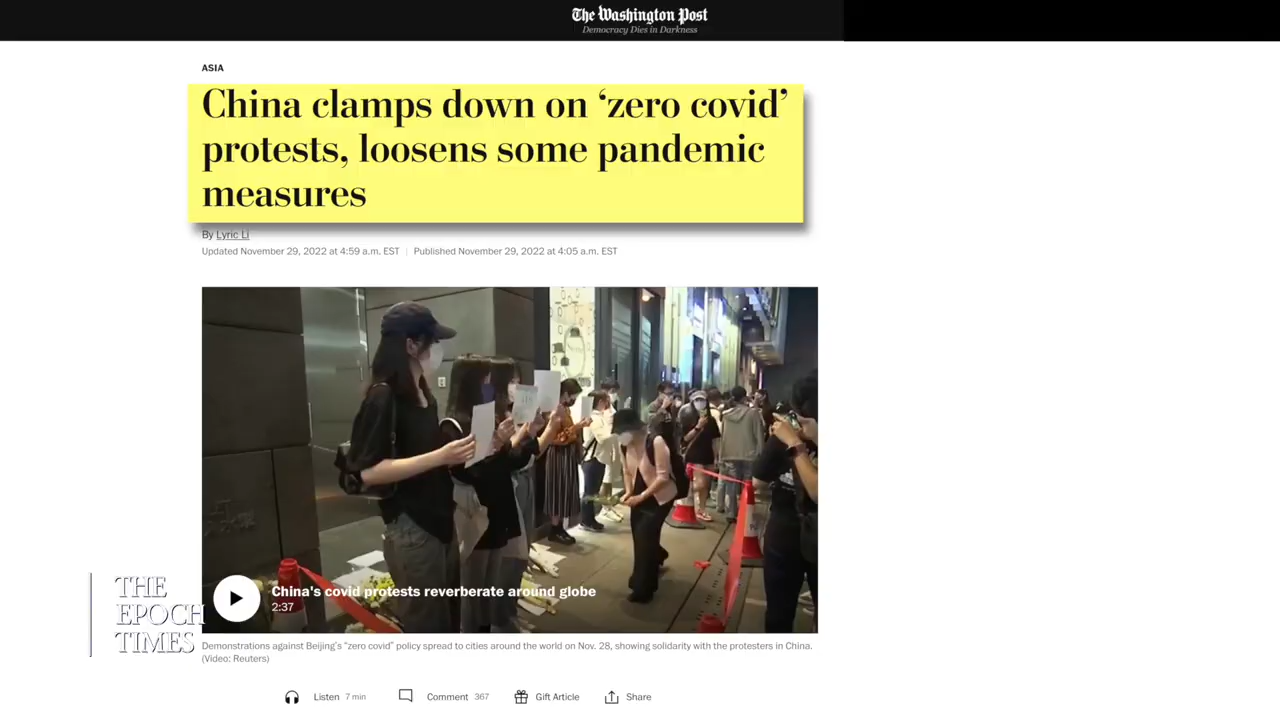 The Washington Post
Democracy Dies in Darkness
ASIA
China clamps down on ‘zero covid’
protests, loosens some pandemic
measures
By Lyric Li
Updated November 29, 2022 at 4:59 a.m. EST | Published November 29, 2022 at 4:05 a.m. EST
China's covid protests reverberate around globe
2:37
THE
EPOCH
TIMES
Demonstrations against Beijing's "zero covid" policy spread to cities around the world on Nov. 28, showing solidarity with the protesters in China.
(Video: Reuters)
Listen 7 min Comment 367 Gift Article Share